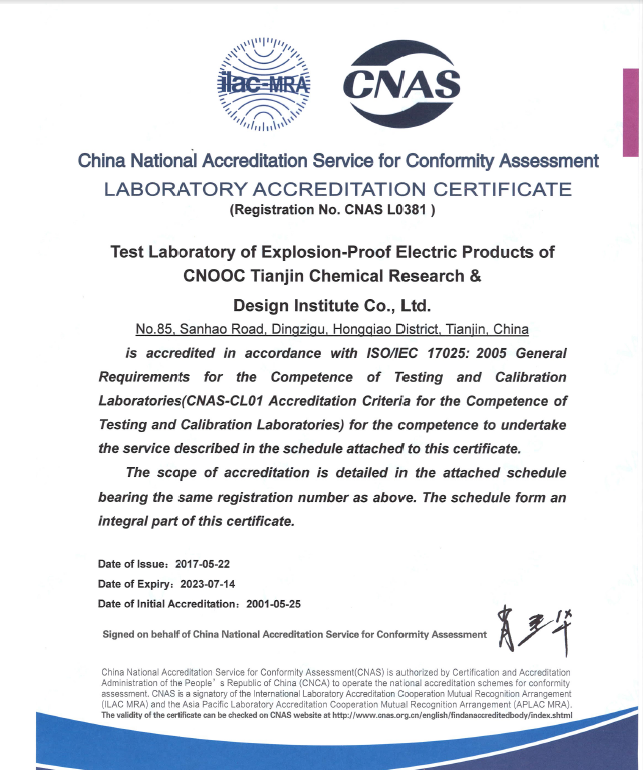 ilac-MRA
CNAS
China National Accreditation Service for Conformity Assessment
LABORATORY ACCREDITATION CERTIFICATE
(Registration No. CNAS L0381 )
Test Laboratory of Explosion-Proof Electric Products of
CNOOC Tianjin Chemical Research &
Design Institute Co., Ltd.
No.85, Sanhao Road, Dingzigu, Hongqiao District, Tianjin, China
is accredited in accordance with ISO/IEC 17025: 2005 General
Requirements for the Competence of Testing and Calibration
Laboratories(CNAS-CL01 Accreditation Criteria for the Competence of
Testing and Calibration Laboratories) for the competence to undertake
the service described in the schedule attached to this certificate.
The scope of accreditation is detailed in the attached schedule
bearing the same registration number as above. The schedule form an
integral part of this certificate.
Date of Issue: 2017-05-22
Date of Expiry: 2023-07-14
Date of Initial Accreditation: 2001-05-25
Signed on behalf of China National Accreditation Service for Conformity Assessment
China National Accreditation Service for Conformity Assessment(CNAS) is authorized by Certification and Accreditation
Administration of the People' s Republic of China (CNCA) to operate the national accreditation schemes for conformity
assessment. CNAS is a signatory of the International Laboratory Accreditation Cooperation Mutual Recognition Arrangement
(ILAC MRA) and the Asia Pacific Laboratory Accreditation Cooperation Mutual Recognition Arrangement (APLAC MRA).
The validity of the certificate can be checked on CNAS website at http://www.cnas.org.cn/english/findanaccreditedbody/index.shtml